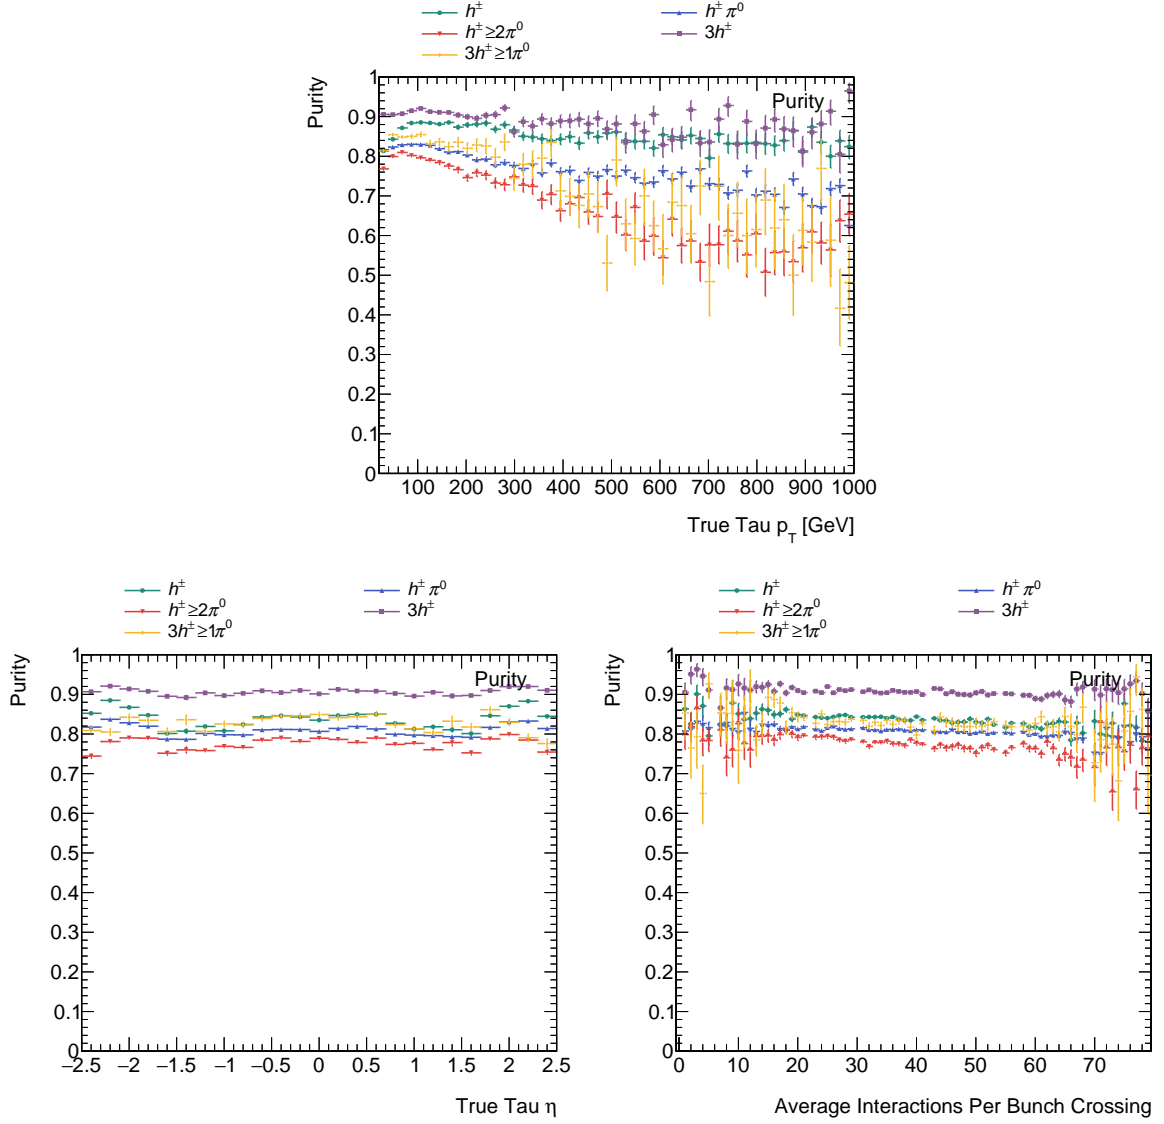 h± h± π⁰
h± ≥2π⁰ 3h±
3h± ≥1π⁰
Purity
Purity
1
0.9
0.8
0.7
0.6
0.5
0.4
0.3
0.2
0.1
0
100 200 300 400 500 600 700 800 900 1000
True Tau p_T [GeV]
h± h± π⁰
h± ≥2π⁰ 3h±
3h± ≥1π⁰
Purity
Purity
1
0.9
0.8
0.7
0.6
0.5
0.4
0.3
0.2
0.1
0
−2.5 −2 −1.5 −1 −0.5 0 0.5 1 1.5 2 2.5
True Tau η
h± h± π⁰
h± ≥2π⁰ 3h±
3h± ≥1π⁰
Purity
Purity
1
0.9
0.8
0.7
0.6
0.5
0.4
0.3
0.2
0.1
0
0 10 20 30 40 50 60 70
Average Interactions Per Bunch Crossing